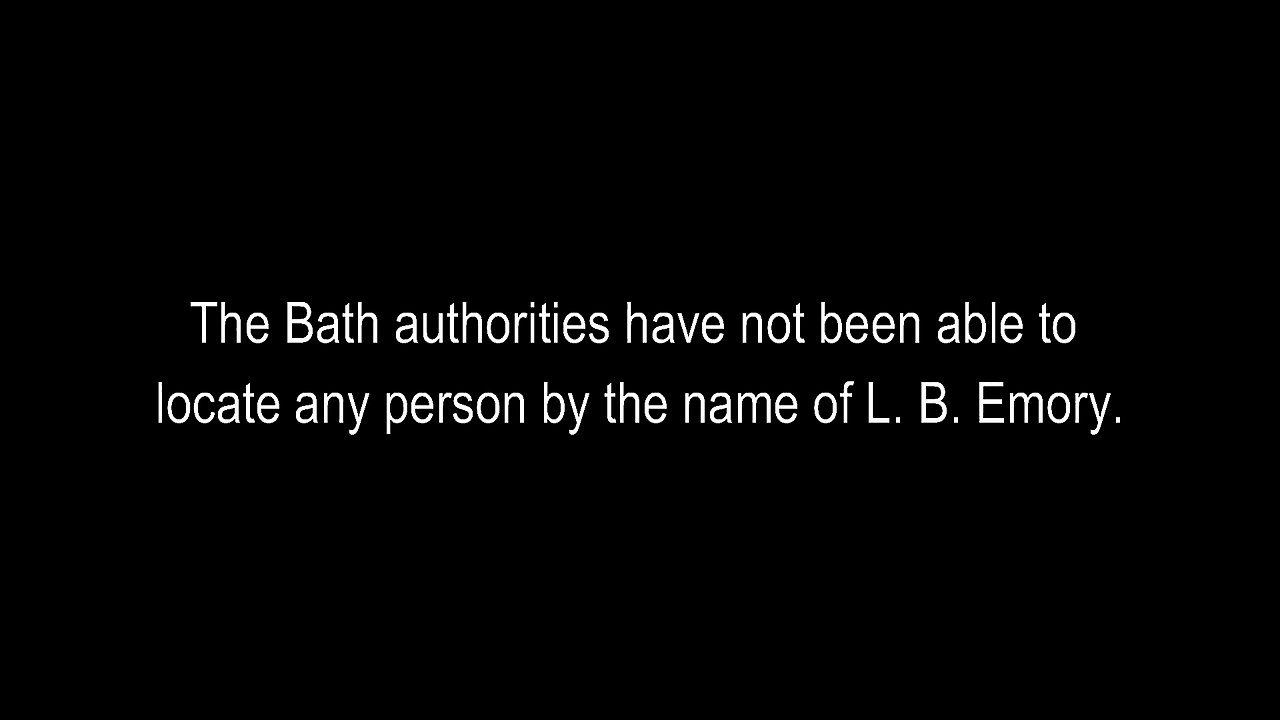 The Bath authorities have not been able to
locate any person by the name of L. B. Emory.